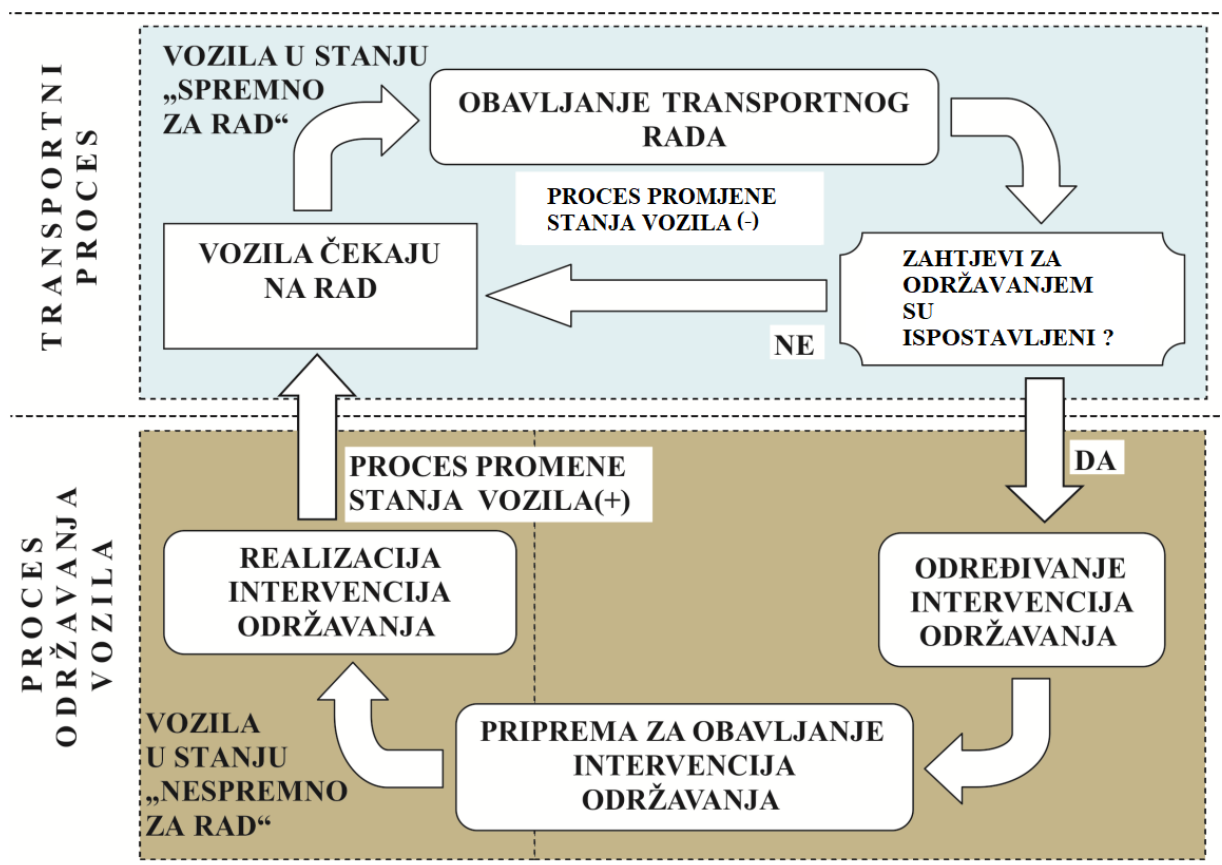 TRANSPORTNI
PROCES
VOZILA U STANJU
„SPREMNO
ZA RAD“
OBAVLJANJE TRANSPORTNOG
RADA
PROCES PROMJENE
STANJA VOZILA (-)
VOZILA ČEKAJU
NA RAD
ZAHTJEVI ZA
ODRŽAVANJEM
SU
ISPOSTAVLJENI ?
NE
DA
PROCES
ODRŽAVANJA
VOZILA
PROCES PROMENE
STANJA VOZILA(+)
REALIZACIJA
INTERVENCIJA
ODRŽAVANJA
ODREĐIVANJE
INTERVENCIJA
ODRŽAVANJA
VOZILA
U STANJU
„NESPREMNO
ZA RAD“
PRIPREMA ZA OBAVLJANJE
INTERVENCIJA
ODRŽAVANJA